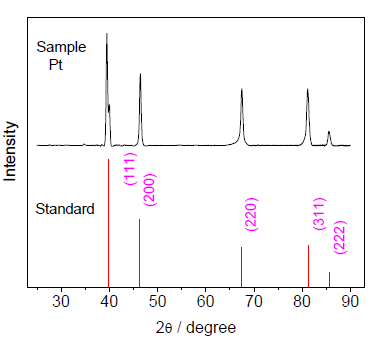 Sample
Pt
Intensity
Standard
(111)
(200)
(220)
(311)
(222)
30 40 50 60 70 80 90
2θ / degree